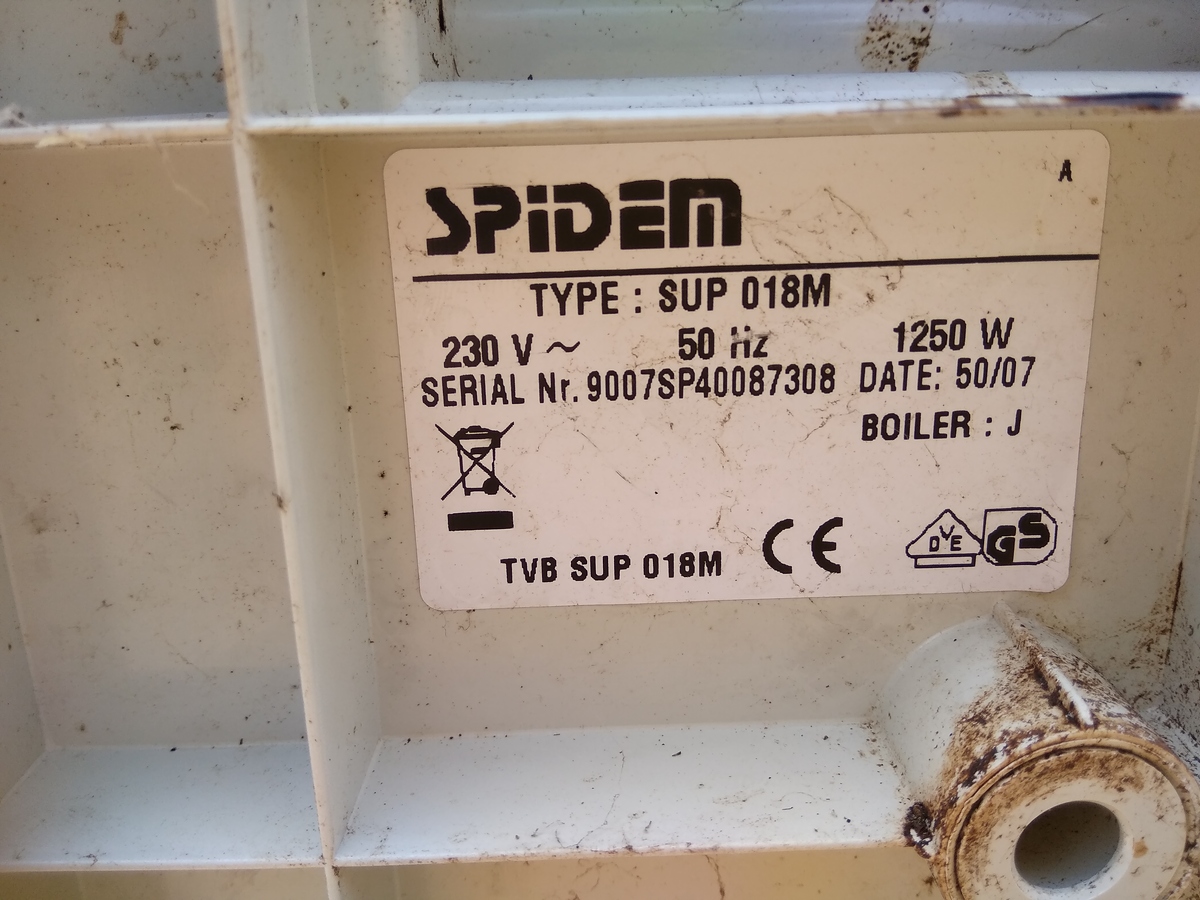 A
SPiDEM
TYPE : SUP 018M
230 V ~ 50 Hz 1250 W
SERIAL Nr. 9007SP40087308 DATE: 50/07
BOILER : J
TVB SUP 018M CE DVE GS